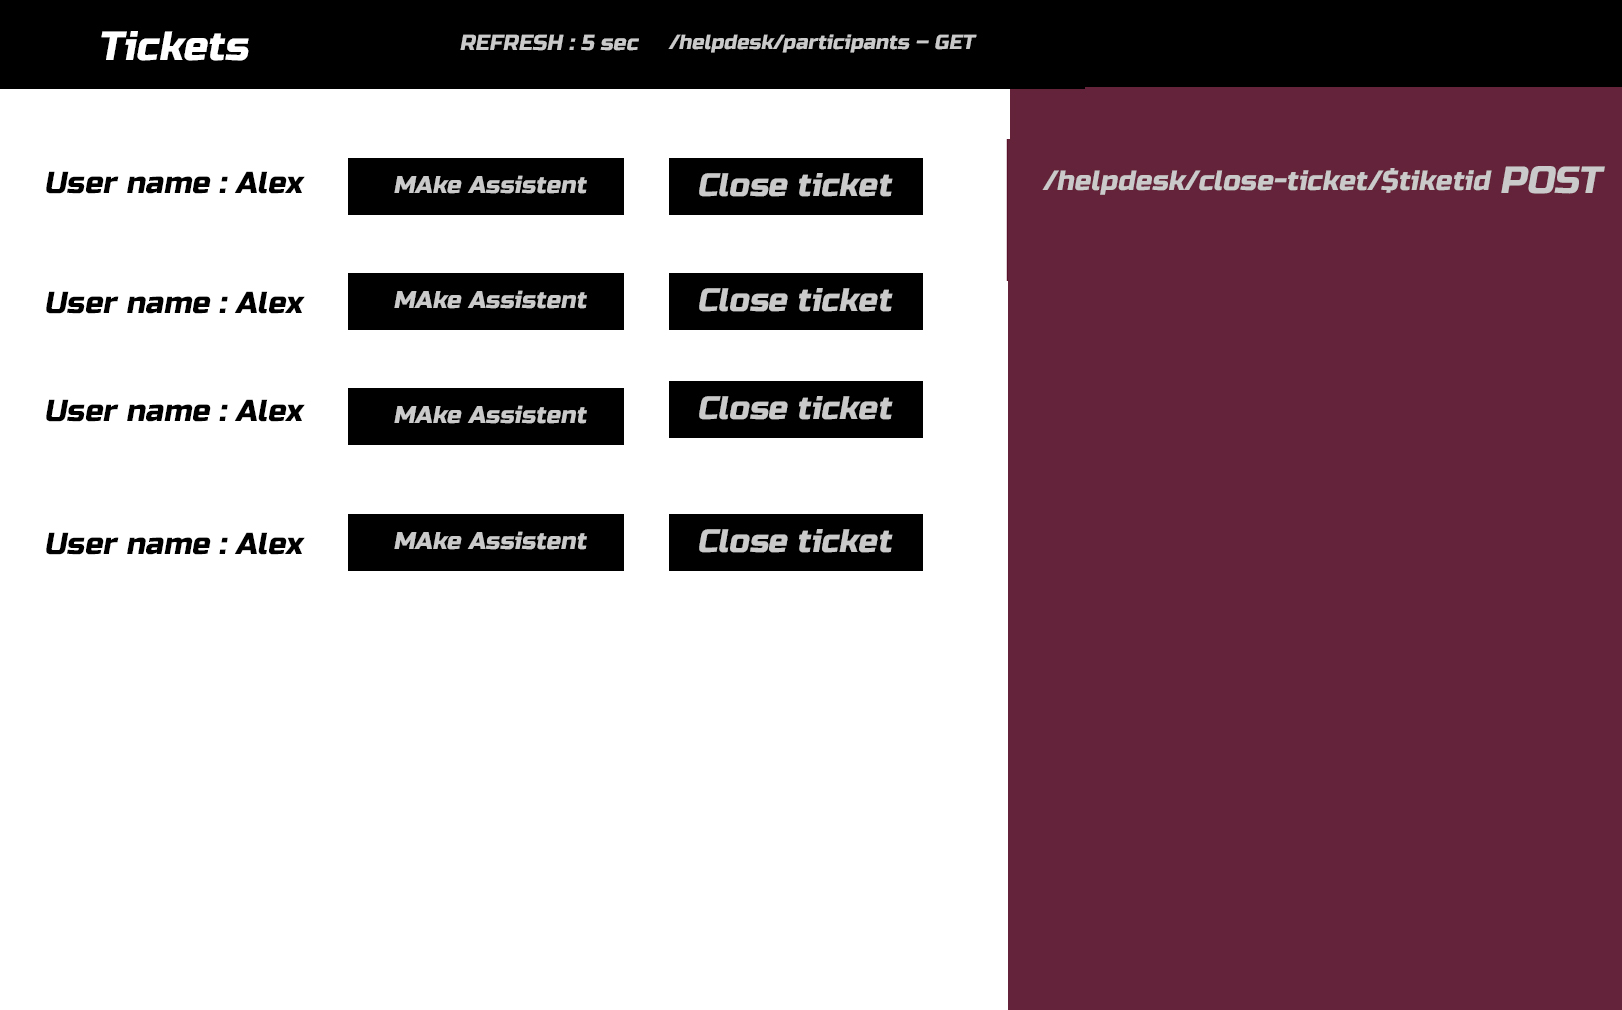 Tickets REFRESH : 5 sec /helpdesk/participants – GET
User name : Alex MAke Assistent Close ticket /helpdesk/close-ticket/$tiketid POST
User name : Alex MAke Assistent Close ticket
User name : Alex MAke Assistent Close ticket
User name : Alex MAke Assistent Close ticket